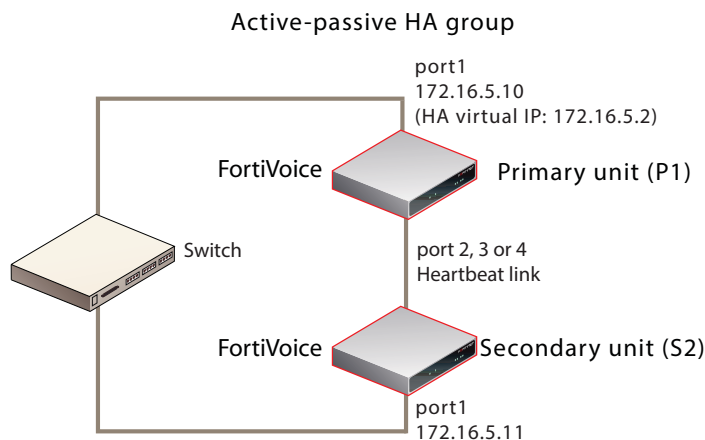 Active-passive HA group
port1
172.16.5.10
(HA virtual IP: 172.16.5.2)
FortiVoice
Primary unit (P1)
Switch
port 2, 3 or 4
Heartbeat link
FortiVoice
Secondary unit (S2)
port1
172.16.5.11